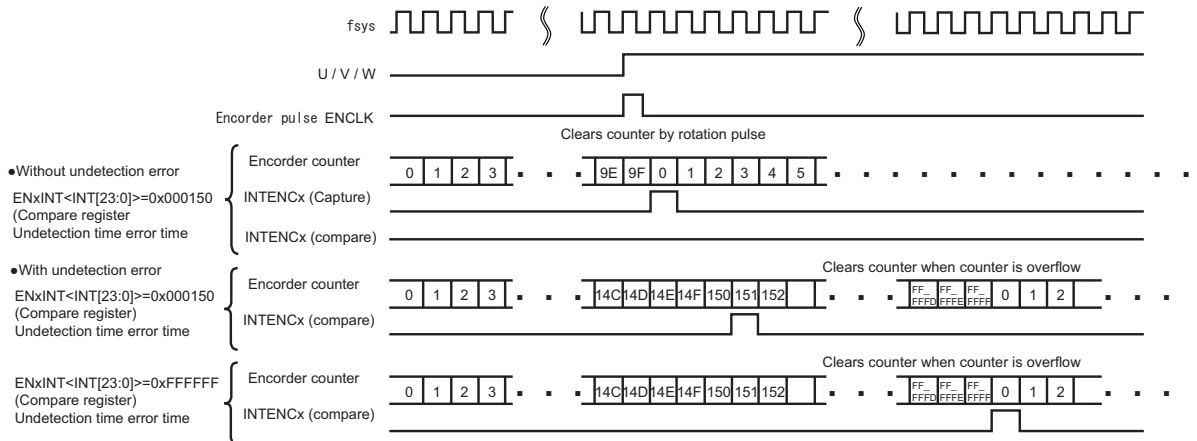 fsys
U / V / W
Encorder pulse ENCLK
Clears counter by rotation pulse
●Without undetection error
ENxINT<INT[23:0]>=0x000150
(Compare register
Undetection time error time
Encorder counter
0 1 2 3 ▪ ▪ ▪ 9E 9F 0 1 2 3 4 5 ▪ ▪ ▪ ▪ ▪ ▪ ▪ ▪ ▪ ▪ ▪ ▪ ▪
INTENCx (Capture)
INTENCx (compare)
●With undetection error
ENxINT<INT[23:0]>=0x000150
(Compare register)
Undetection time error time
Clears counter when counter is overflow
Encorder counter
0 1 2 3 ▪ ▪ ▪ 14C 14D 14E 14F 150 151 152 ▪ ▪ ▪ FF_FFFD FF_FFFE FF_FFFF 0 1 2 ▪ ▪ ▪
INTENCx (compare)
ENxINT<INT[23:0]>=0xFFFFFF
(Compare register)
Undetection time error time
Clears counter when counter is overflow
Encorder counter
0 1 2 3 ▪ ▪ ▪ 14C 14D 14E 14F 150 151 152 ▪ ▪ ▪ FF_FFFD FF_FFFE FF_FFFF 0 1 2 ▪ ▪ ▪
INTENCx (compare)